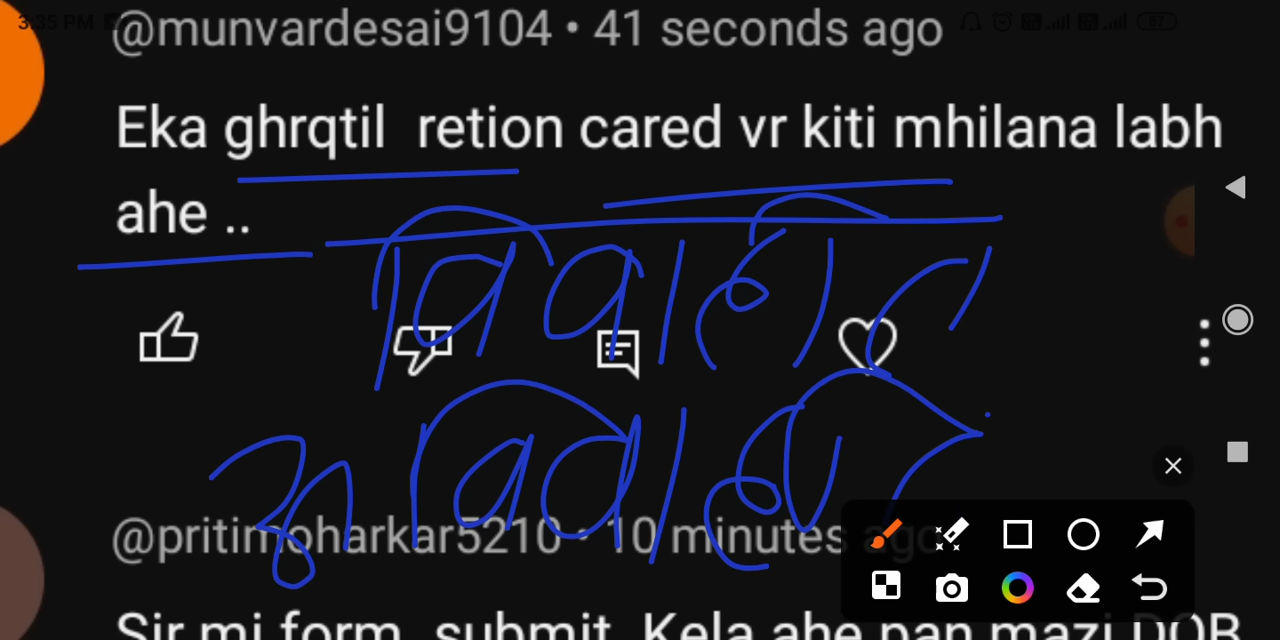 3:35 PM 87
@munvardesai9104 • 41 seconds ago
Eka ghrqtil retion cared vr kiti mhilana labh
ahe ..
विवाहित
अविवाहित
@pritimoharkar5210 • 10 minutes ago
Sir mi form submit Kela ahe pan mazi DOB